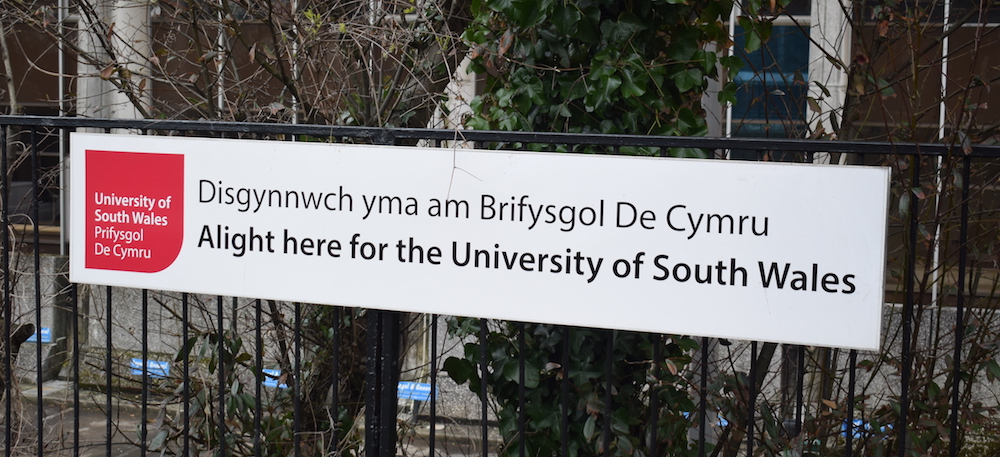 University of
South Wales
Prifysgol
De Cymru
Disgynnwch yma am Brifysgol De Cymru
Alight here for the University of South Wales